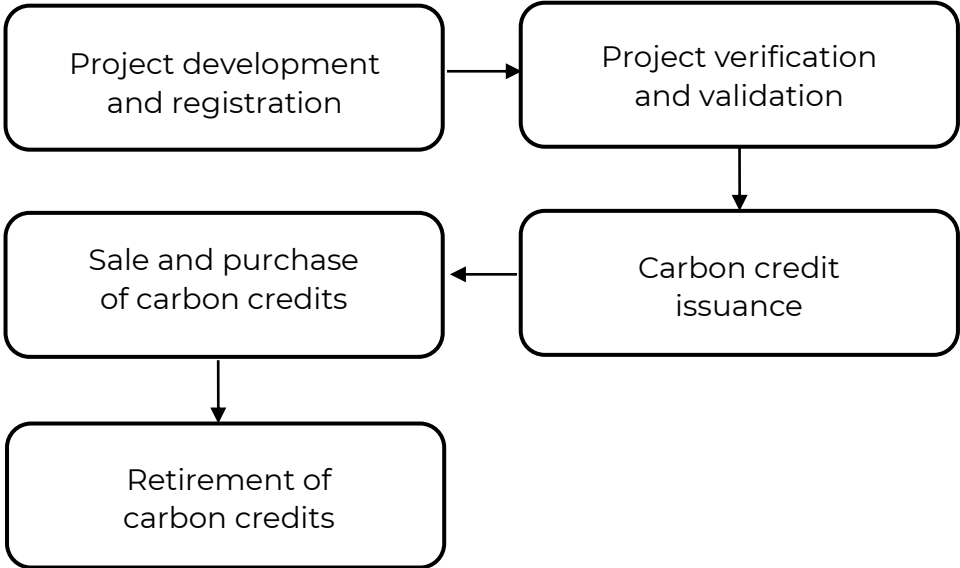 Project development
and registration
Project verification
and validation
Carbon credit
issuance
Sale and purchase
of carbon credits
Retirement of
carbon credits